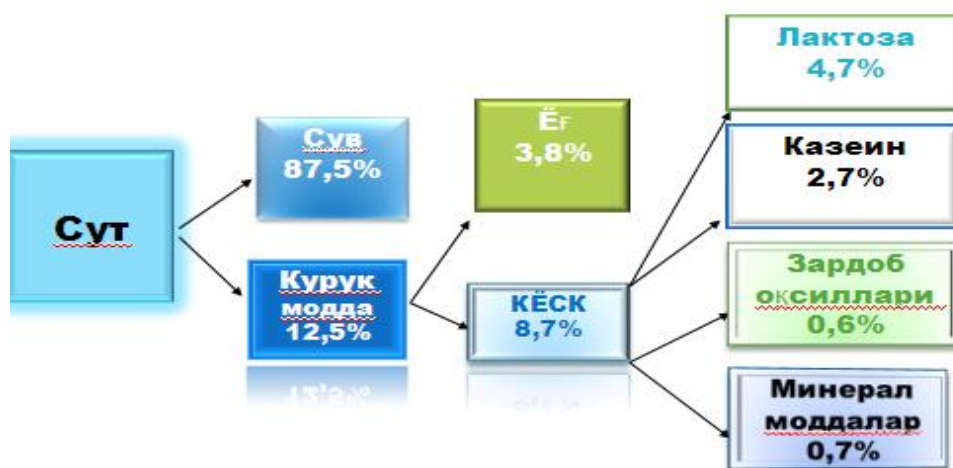 Сут
Сув
87,5%
Курук
модда
12,5%
Ёғ
3,8%
КЁСК
8,7%
Лактоза
4,7%
Казеин
2,7%
Зардоб
оқсиллари
0,6%
Минерал
моддалар
0,7%